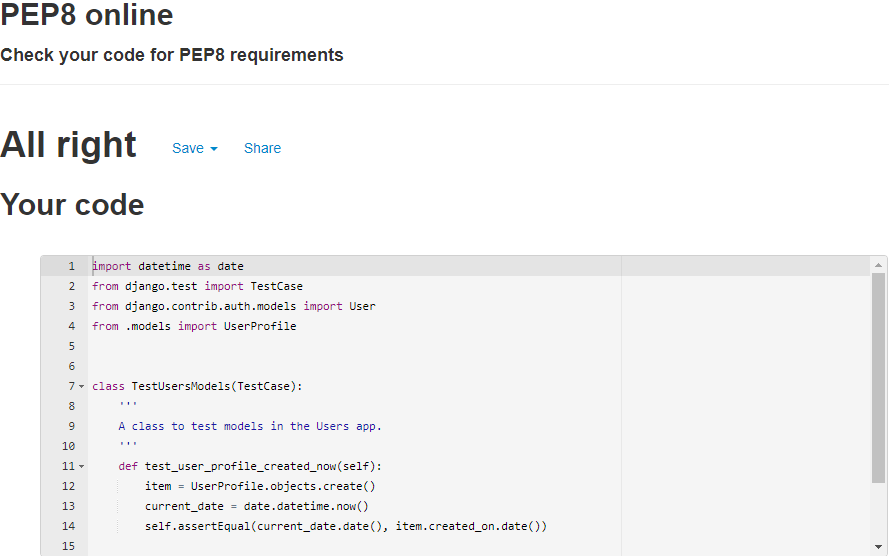 PEP8 online
Check your code for PEP8 requirements
All right Save Share
Your code
1 import datetime as date
2 from django.test import TestCase
3 from django.contrib.auth.models import User
4 from .models import UserProfile
5
6
7 class TestUsersModels(TestCase):
8     '''
9     A class to test models in the Users app.
10     '''
11     def test_user_profile_created_now(self):
12         item = UserProfile.objects.create()
13         current_date = date.datetime.now()
14         self.assertEqual(current_date.date(), item.created_on.date())
15